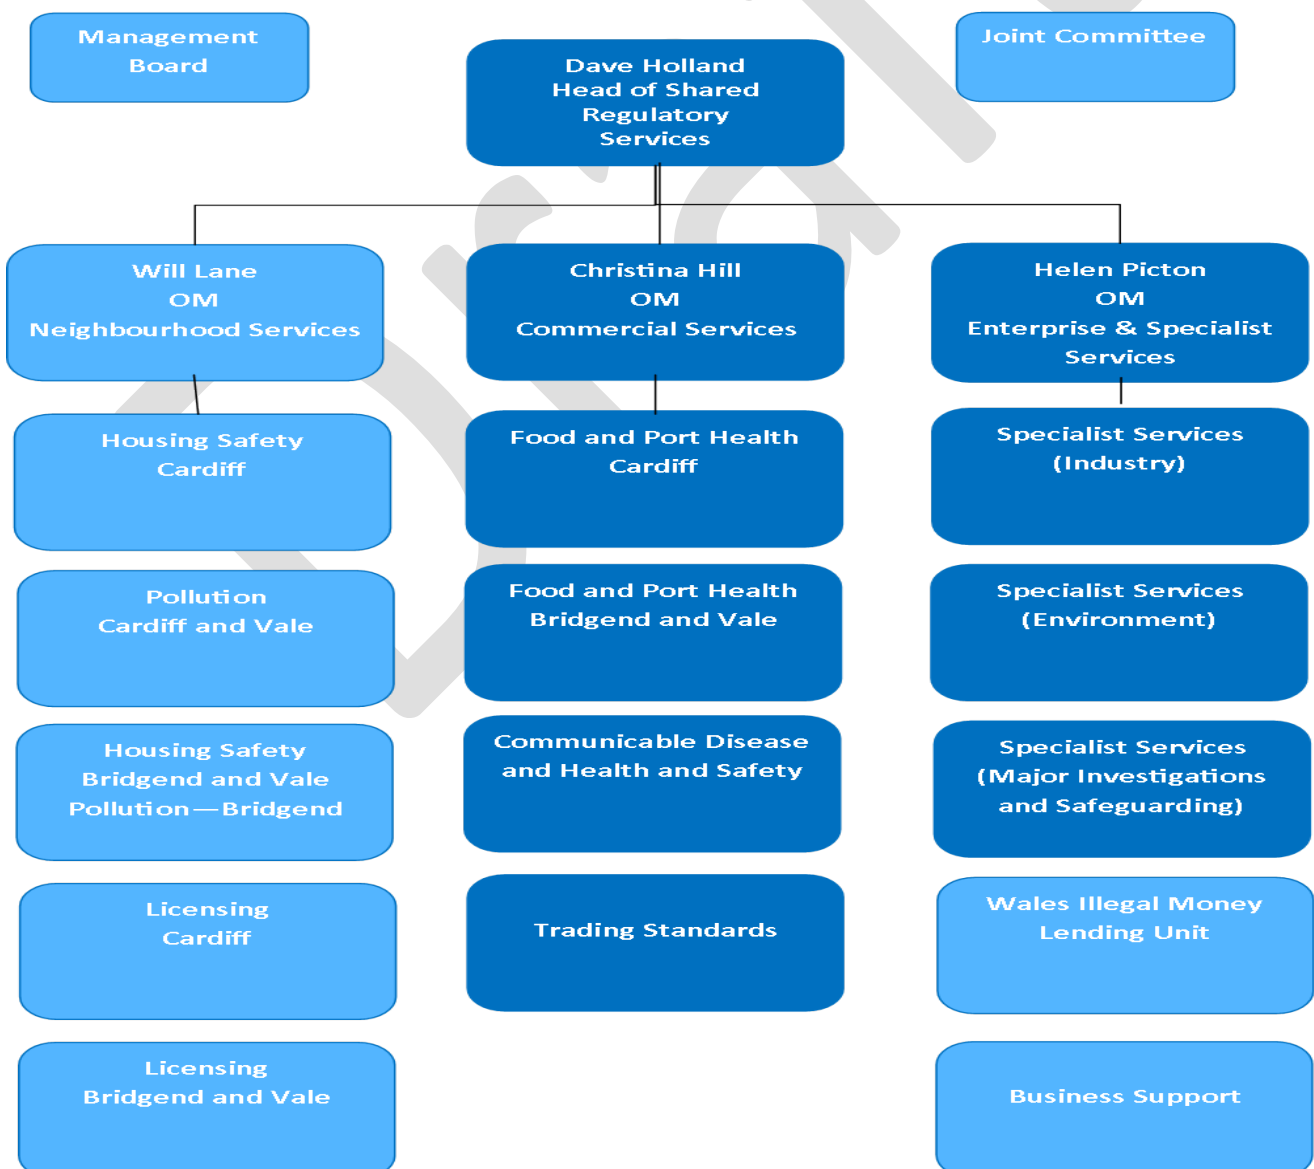 Management
Board
Joint Committee
Dave Holland
Head of Shared
Regulatory
Services
Will Lane
OM
Neighbourhood Services
Christina Hill
OM
Commercial Services
Helen Picton
OM
Enterprise & Specialist
Services
Housing Safety
Cardiff
Food and Port Health
Cardiff
Specialist Services
(Industry)
Pollution
Cardiff and Vale
Food and Port Health
Bridgend and Vale
Specialist Services
(Environment)
Housing Safety
Bridgend and Vale
Pollution—Bridgend
Communicable Disease
and Health and Safety
Specialist Services
(Major Investigations
and Safeguarding)
Licensing
Cardiff
Trading Standards
Wales Illegal Money
Lending Unit
Licensing
Bridgend and Vale
Business Support